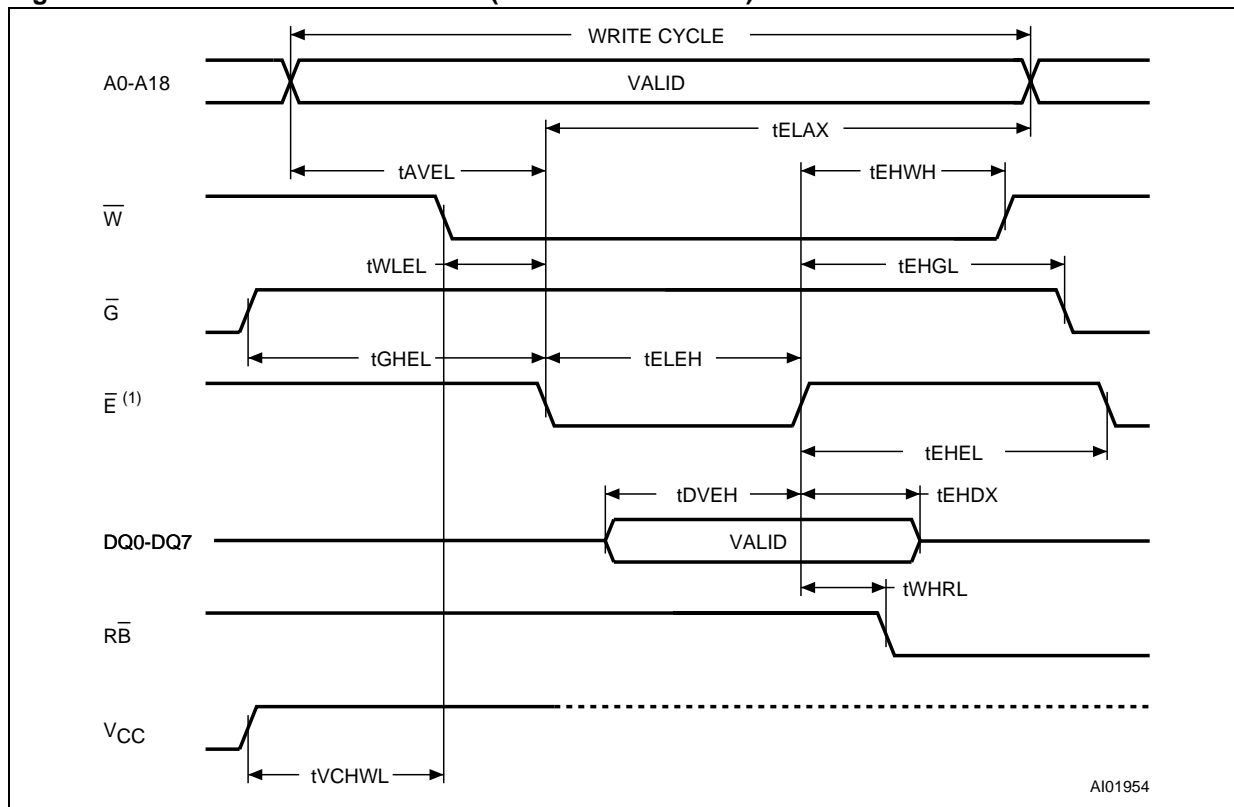 WRITE CYCLE
A0-A18
VALID
tELAX
tAVEL
tEHWH
W̅
tWLEL
tEHGL
G̅
tGHEL
tELEH
E̅ (1)
tEHEL
tDVEH
tEHDX
DQ0-DQ7
VALID
tWHRL
RB̅
VCC
tVCHWL
AI01954